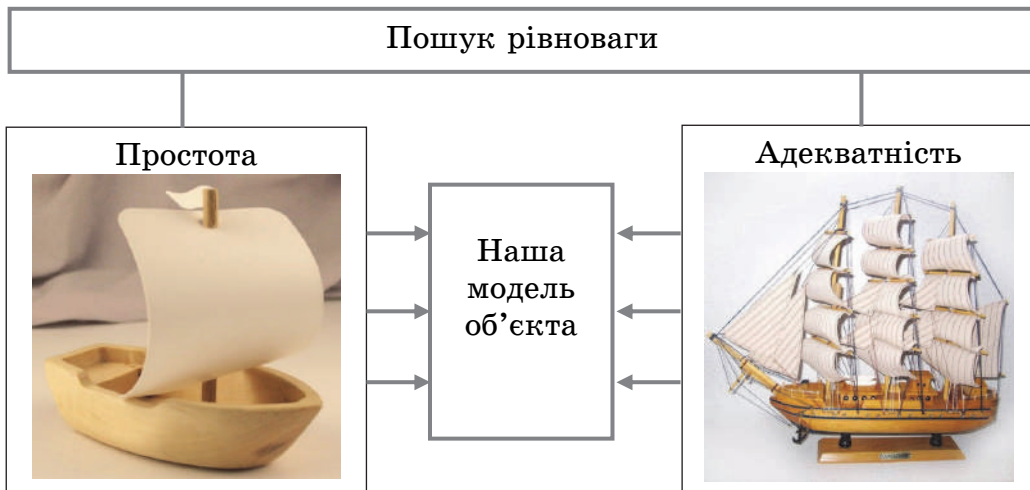 Пошук рівноваги
Простота
Адекватність
Наша
модель
об’єкта